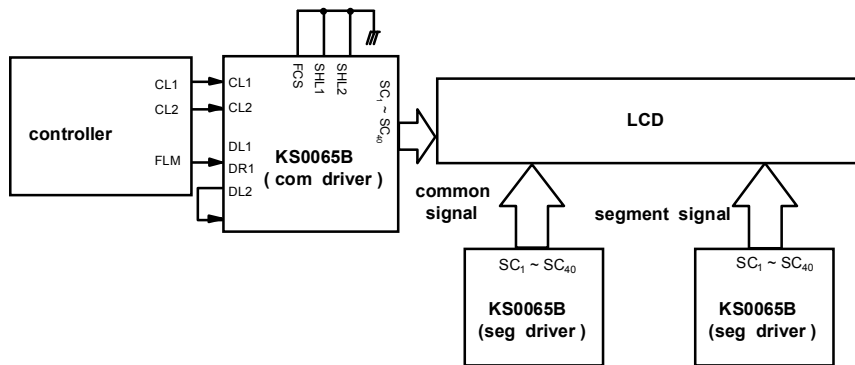 FCS
SHL1
SHL2
controller
CL1
CL2
FLM
CL1
CL2
DL1
DR1
DL2
SC1 ~ SC40
KS0065B
( com driver )
LCD
common
signal
segment signal
SC1 ~ SC40
KS0065B
(seg driver )
SC1 ~ SC40
KS0065B
(seg driver )